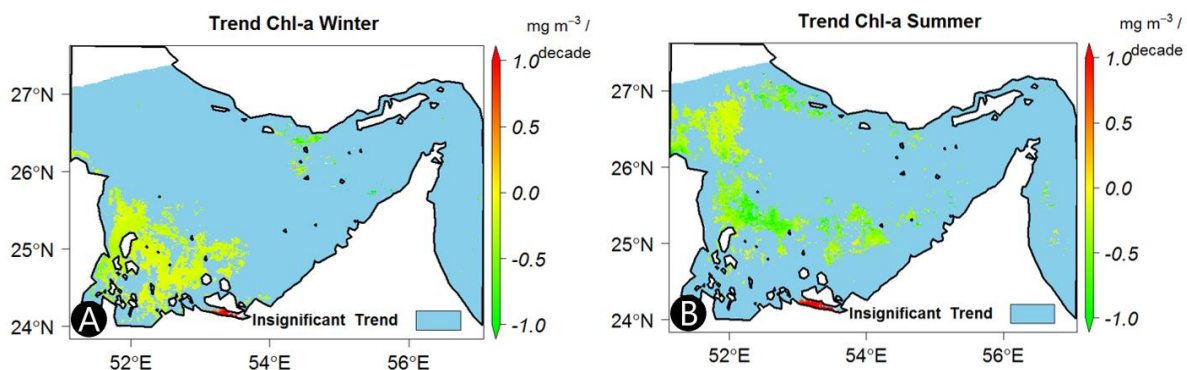 Trend Chl-a Winter
mg m⁻³ /
decade
1.0
0.5
0.0
-0.5
-1.0
27°N
26°N
25°N
24°N
A
Insignificant Trend
52°E
54°E
56°E
Trend Chl-a Summer
mg m⁻³ /
decade
1.0
0.5
0.0
-0.5
-1.0
27°N
26°N
25°N
24°N
B
Insignificant Trend
52°E
54°E
56°E